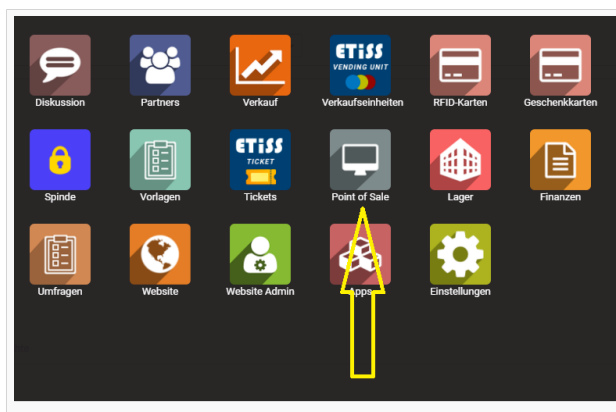 ETiSS
VENDING UNIT
Diskussion
Partners
Verkauf
Verkaufseinheiten
RFID-Karten
Geschenkkarten
ETiSS
TICKET
Spinde
Vorlagen
Tickets
Point of Sale
Lager
Finanzen
Umfragen
Website
Website Admin
Apps
Einstellungen